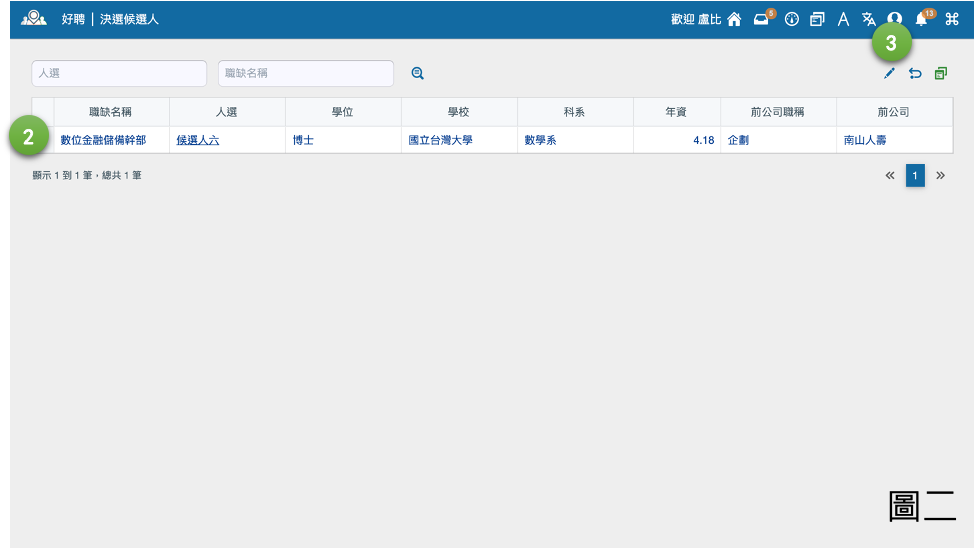 好聘 | 決選候選人 歡迎 盧比 5 13
3
人選 職缺名稱
職缺名稱 人選 學位 學校 科系 年資 前公司職稱 前公司
2 數位金融儲備幹部 候選人六 博士 國立台灣大學 數學系 4.18 企劃 南山人壽
顯示 1 到 1 筆，總共 1 筆 « 1 »
圖二